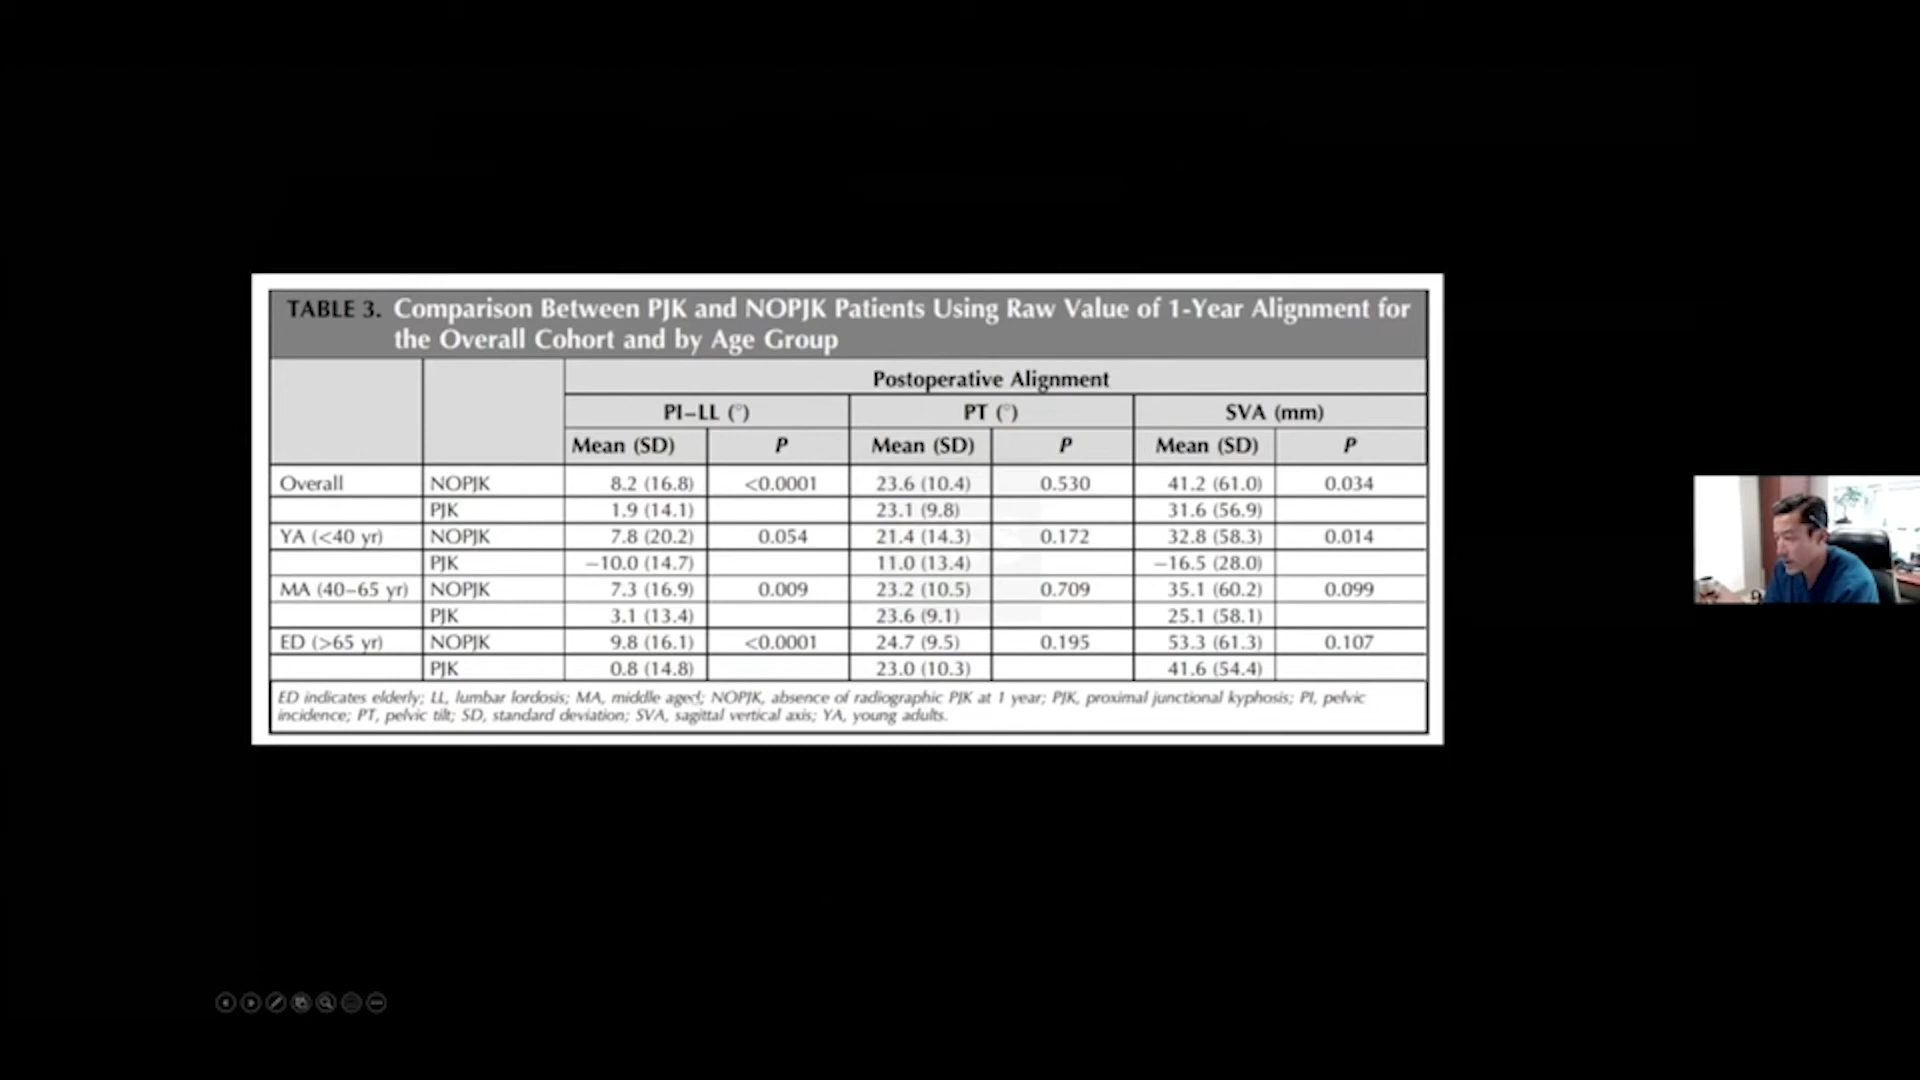 TABLE 3. Comparison Between PJK and NOPJK Patients Using Raw Value of 1-Year Alignment for
the Overall Cohort and by Age Group
Postoperative Alignment
PI–LL (°) PT (°) SVA (mm)
Mean (SD) P Mean (SD) P Mean (SD) P
Overall NOPJK 8.2 (16.8) <0.0001 23.6 (10.4) 0.530 41.2 (61.0) 0.034
PJK 1.9 (14.1) 23.1 (9.8) 31.6 (56.9)
YA (<40 yr) NOPJK 7.8 (20.2) 0.054 21.4 (14.3) 0.172 32.8 (58.3) 0.014
PJK −10.0 (14.7) 11.0 (13.4) −16.5 (28.0)
MA (40–65 yr) NOPJK 7.3 (16.9) 0.009 23.2 (10.5) 0.709 35.1 (60.2) 0.099
PJK 3.1 (13.4) 23.6 (9.1) 25.1 (58.1)
ED (>65 yr) NOPJK 9.8 (16.1) <0.0001 24.7 (9.5) 0.195 53.3 (61.3) 0.107
PJK 0.8 (14.8) 23.0 (10.3) 41.6 (54.4)
ED indicates elderly; LL, lumbar lordosis; MA, middle aged; NOPJK, absence of radiographic PJK at 1 year; PJK, proximal junctional kyphosis; PI, pelvic
incidence; PT, pelvic tilt; SD, standard deviation; SVA, sagittal vertical axis; YA, young adults.